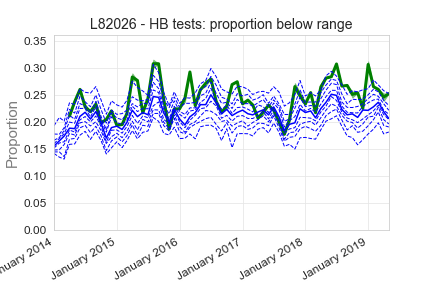 L82026 - HB tests: proportion below range
Proportion
0.35
0.30
0.25
0.20
0.15
0.10
0.05
0.00
2014
January 2015
January 2016
January 2017
January 2018
January 2019